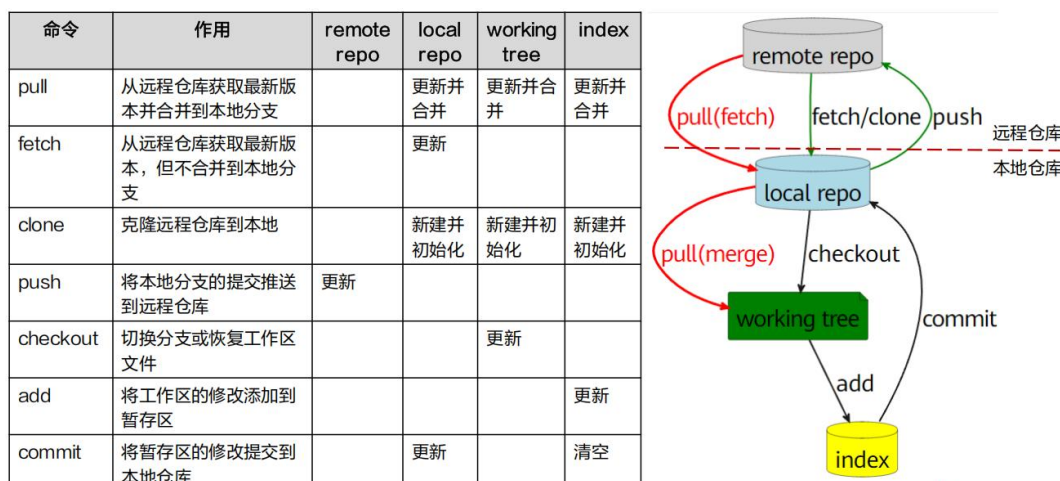 命令 作用 remote repo local repo working tree index
pull 从远程仓库获取最新版本并合并到本地分支 更新并合并 更新并合并 更新并合并
fetch 从远程仓库获取最新版本，但不合并到本地分支 更新
clone 克隆远程仓库到本地 新建并初始化 新建并初始化 新建并初始化
push 将本地分支的提交推送到远程仓库 更新
checkout 切换分支或恢复工作区文件 更新
add 将工作区的修改添加到暂存区 更新
commit 将暂存区的修改提交到本地仓库 更新 清空
remote repo
pull(fetch) fetch/clone push
远程仓库
本地仓库
local repo
pull(merge) checkout
working tree commit
add
index